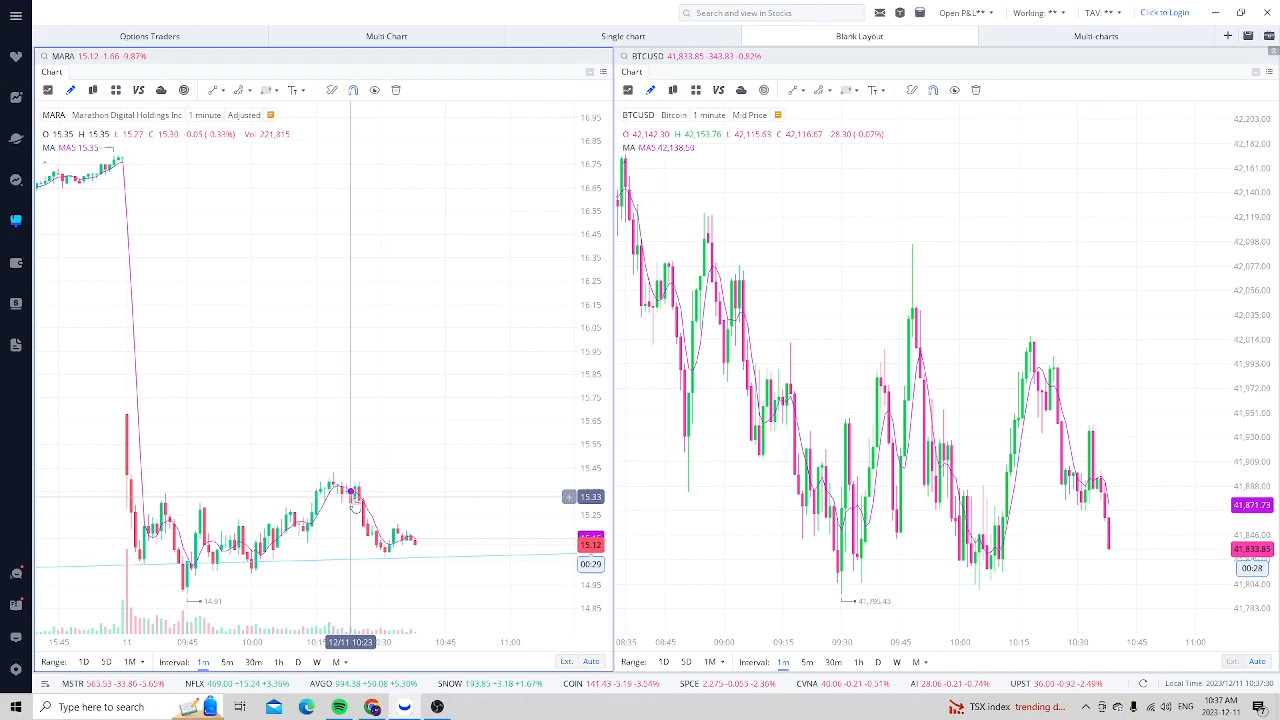 Search and view in Stocks
Open P&L**
Working: **
TAV: **
Click to Login
Options Traders
Multi Chart
Single chart
Blank Layout
Multi-charts
MARA 15.12 -1.66 -9.87%
BTCUSD 41,833.85 -343.83 -0.82%
Chart
Chart
VS
VS
MARA Marathon Digital Holdings Inc 1 minute Adjusted
BTCUSD Bitcoin 1 minute Mid Price
O 15.35 H 15.35 L 15.27 C 15.30 -0.05 (-0.33%) Vol 221,815
O 42,142.30 H 42,153.76 L 42,115.63 C 42,116.67 -28.30 (-0.07%)
MA MA5 15.35
MA MA5 42,138.50
16.95
16.85
16.75
16.65
16.55
16.45
16.35
16.25
16.15
16.05
15.95
15.85
15.75
15.65
15.55
15.45
15.33
15.25
15.12
00:29
14.95
14.85
14.91
42,203.00
42,182.00
42,161.00
42,140.00
42,119.00
42,098.00
42,077.00
42,056.00
42,035.00
42,014.00
41,993.00
41,972.00
41,951.00
41,930.00
41,909.00
41,888.00
41,871.73
41,846.00
41,833.85
00:28
41,804.00
41,783.00
41,795.43
15:45 11 09:45 10:00 10:15 12/11 10:23 10:30 10:45 11:00
08:35 08:45 09:00 09:15 09:30 09:45 10:00 10:15 10:30 10:45 11:00
Range: 1D 5D 1M Interval: 1m 5m 30m 1h D W M Ext. Auto
Range: 1D 5D 1M Interval: 1m 5m 30m 1h D W M Ext. Auto
NFLX 469.00 +15.24 +3.36% AVGO 994.38 +50.08 +5.30% SNOW 193.85 +3.18 +1.67% COIN 141.43 -5.19 -3.54% SPCE 2.275 -0.055 -2.36% CVNA 40.06 -0.21 -0.51% AI 28.06 -0.21 -0.74% UPST 36.00 -0.92 -2.49% Local Time: 2023/12/11 10:37:30
Type here to search
TSX index trending d...
ENG
10:37 AM
2023-12-11